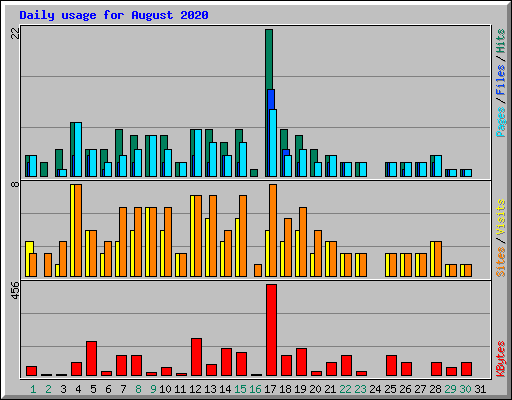 Daily usage for August 2020
22
Pages/Files/Hits
8
Sites/Visits
456
KBytes
1 2 3 4 5 6 7 8 9 10 11 12 13 14 15 16 17 18 19 20 21 22 23 24 25 26 27 28 29 30 31